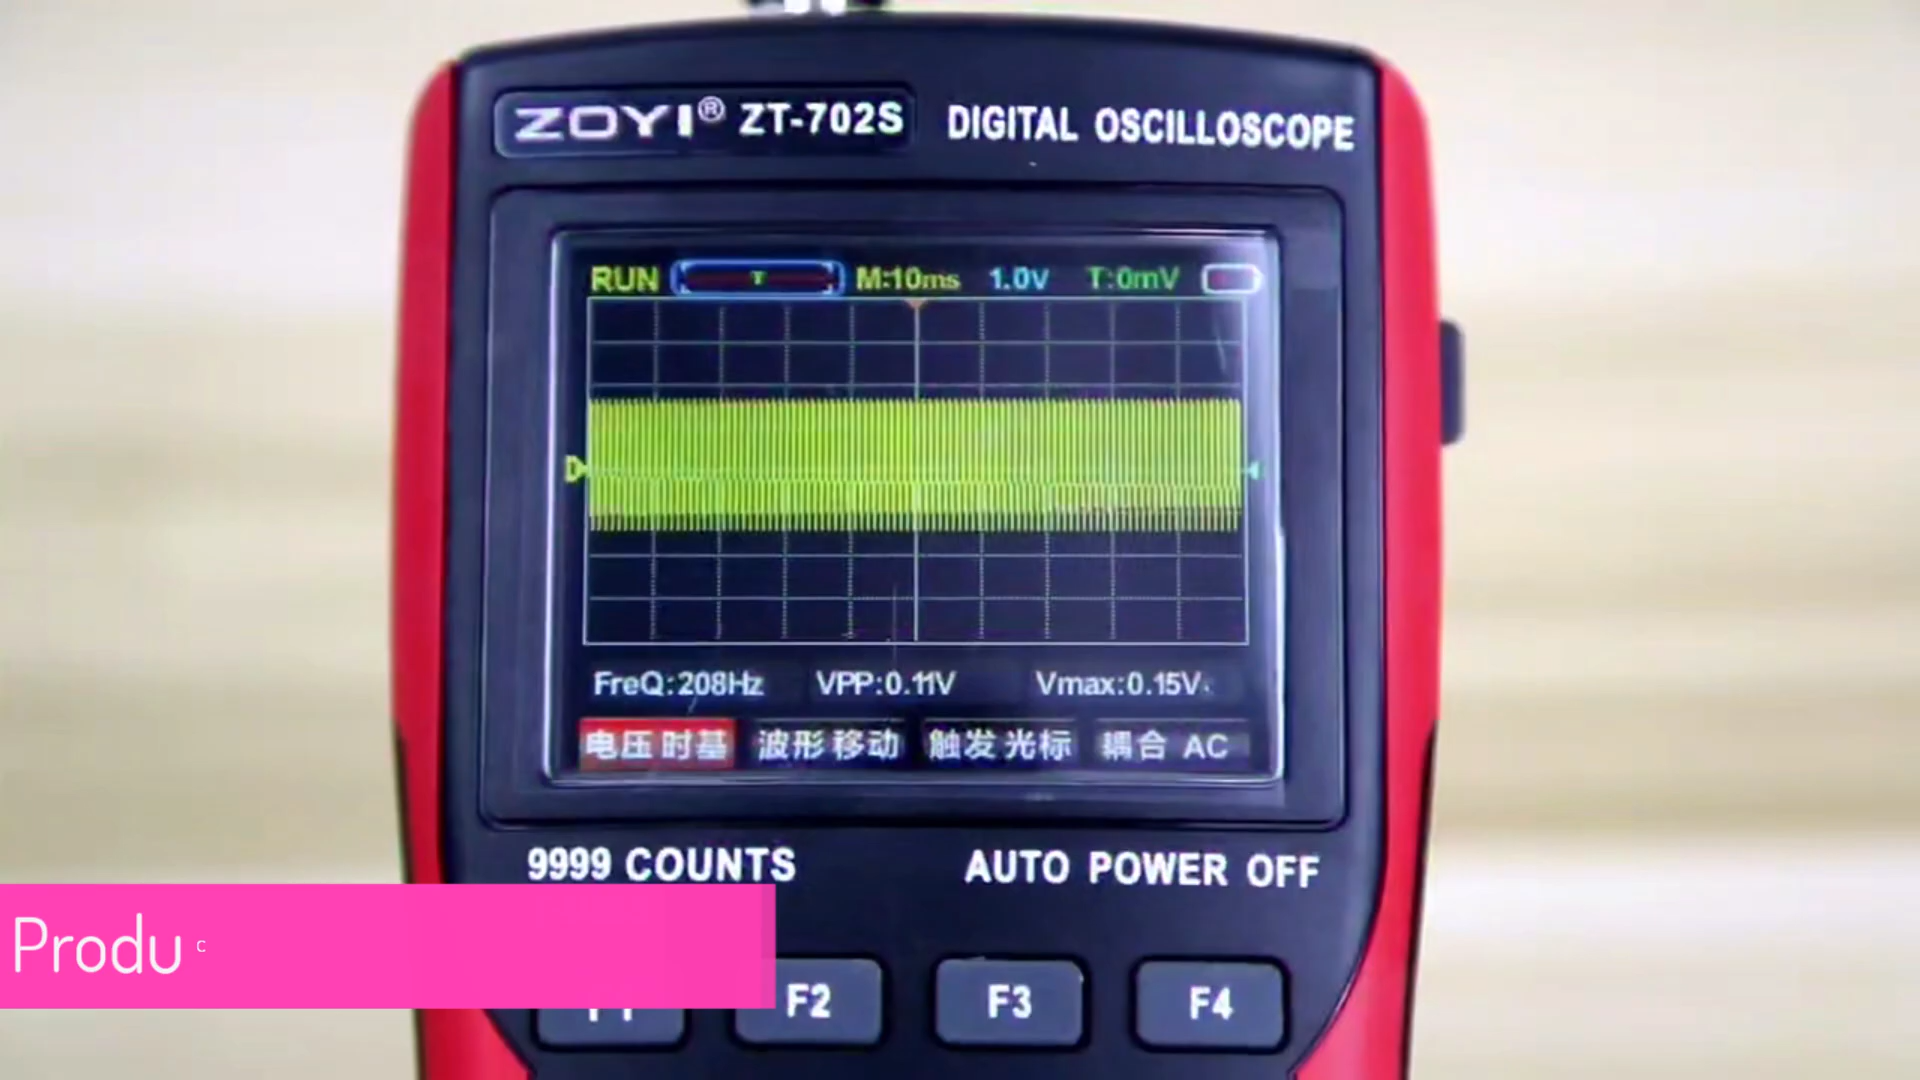 ZOYI® ZT-702S DIGITAL OSCILLOSCOPE
RUN T M:10ms 1.0V T:0mV
D
FreQ:208Hz VPP:0.11V Vmax:0.15V
电压时基 波形移动 触发光标 耦合 AC
9999 COUNTS AUTO POWER OFF
Produc
F1 F2 F3 F4